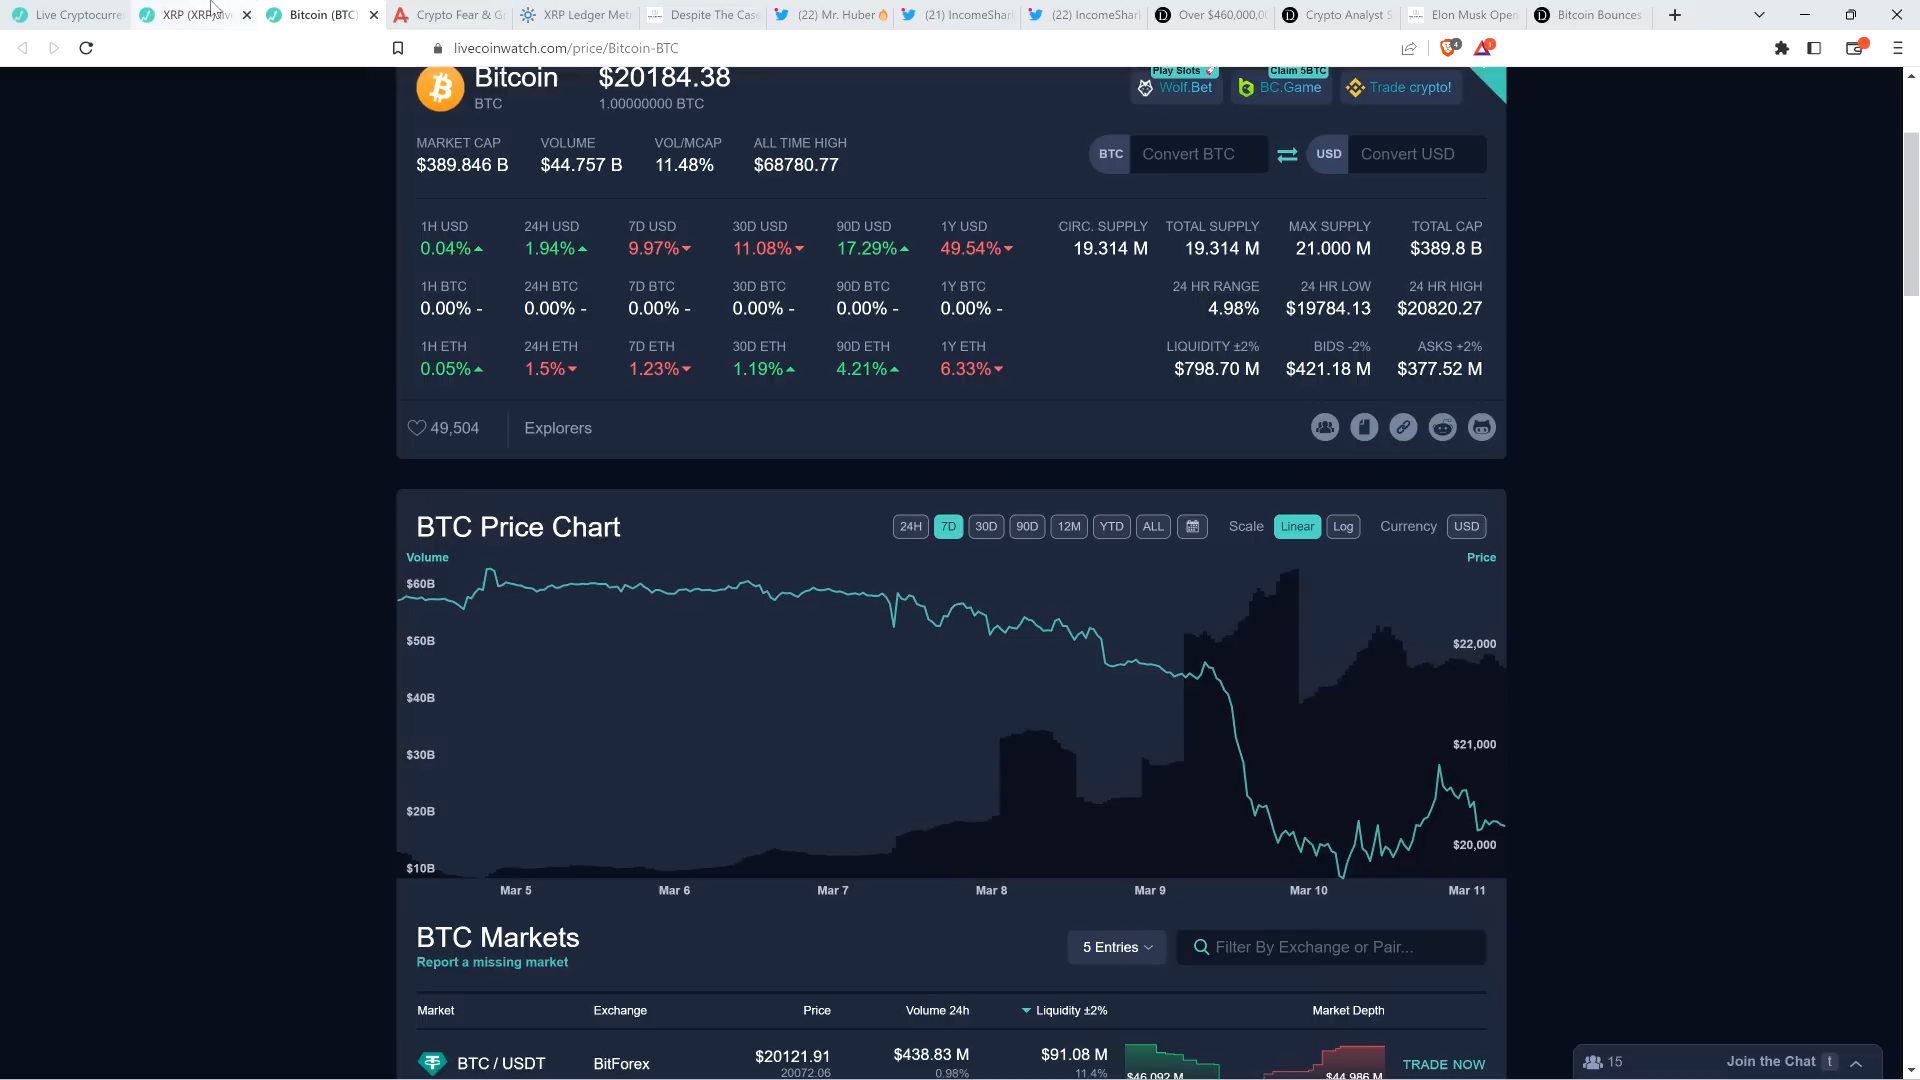 Live Cryptocurre
XRP (XRP) Live
Bitcoin (BTC)
Crypto Fear & G
XRP Ledger Met
Despite The Cas
(22) Mr. Huber🔥
(21) IncomeShar
(22) IncomeShar
Over $460,000,0
Crypto Analyst S
Elon Musk Open
Bitcoin Bounces
livecoinwatch.com/price/Bitcoin-BTC
4
1
Bitcoin $20184.38
BTC 1.00000000 BTC
Play Slots 🚀 Claim 5BTC
Wolf.Bet BC.Game Trade crypto!
MARKET CAP VOLUME VOL/MCAP ALL TIME HIGH
$389.846 B $44.757 B 11.48% $68780.77
BTC Convert BTC USD Convert USD
1H USD 24H USD 7D USD 30D USD 90D USD 1Y USD CIRC. SUPPLY TOTAL SUPPLY MAX SUPPLY TOTAL CAP
0.04% 1.94% 9.97% 11.08% 17.29% 49.54% 19.314 M 19.314 M 21.000 M $389.8 B
1H BTC 24H BTC 7D BTC 30D BTC 90D BTC 1Y BTC 24 HR RANGE 24 HR LOW 24 HR HIGH
0.00% - 0.00% - 0.00% - 0.00% - 0.00% - 0.00% - 4.98% $19784.13 $20820.27
1H ETH 24H ETH 7D ETH 30D ETH 90D ETH 1Y ETH LIQUIDITY ±2% BIDS -2% ASKS +2%
0.05% 1.5% 1.23% 1.19% 4.21% 6.33% $798.70 M $421.18 M $377.52 M
49,504 Explorers
BTC Price Chart
24H 7D 30D 90D 12M YTD ALL Scale Linear Log Currency USD
Volume Price
$60B
$50B $22,000
$40B
$30B $21,000
$20B
$10B $20,000
Mar 5 Mar 6 Mar 7 Mar 8 Mar 9 Mar 10 Mar 11
BTC Markets
Report a missing market
5 Entries Filter By Exchange or Pair...
Market Exchange Price Volume 24h Liquidity ±2% Market Depth
BTC / USDT BitForex $20121.91 $438.83 M $91.08 M TRADE NOW
20072.06 0.98% 11.4% $46.092 M $44.986 M
15 Join the Chat t